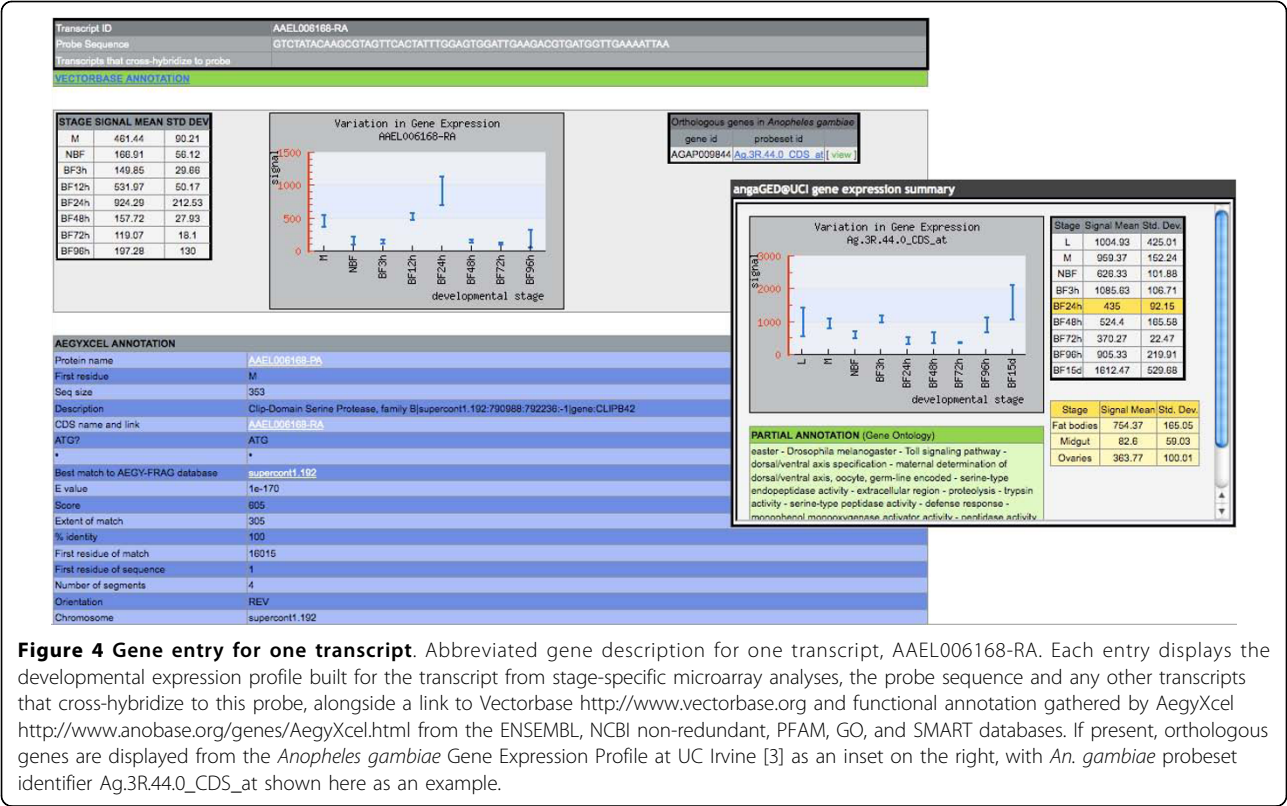 Transcript ID AAEL006168-RA
Probe Sequence GTCTATACAAGCGTAGTTCACTATTTGGAGTGGATTGAAGACGTGATGGTTGAAAATTAA
Transcripts that cross-hybridize to probe
VECTORBASE ANNOTATION
STAGE SIGNAL MEAN STD DEV
M 461.44 90.21
NBF 166.91 56.12
BF3h 149.85 29.66
BF12h 531.97 50.17
BF24h 924.29 212.53
BF48h 157.72 27.93
BF72h 119.07 18.1
BF96h 197.28 130
Variation in Gene Expression
AAEL006168-RA
signal
1500
1000
500
0
M NBF BF3h BF12h BF24h BF48h BF72h BF96h
developmental stage
Orthologous genes in Anopheles gambiae
gene id probeset id
AGAP009844 Ag.3R.44.0_CDS_at [ view ]
angaGED@UCI gene expression summary
Variation in Gene Expression
Ag.3R.44.0_CDS_at
signal
3000
2000
1000
0
L M NBF BF3h BF24h BF48h BF72h BF96h BF15d
developmental stage
Stage Signal Mean Std. Dev.
L 1004.93 425.01
M 959.37 152.24
NBF 626.33 101.88
BF3h 1085.63 106.71
BF24h 435 92.15
BF48h 524.4 165.58
BF72h 370.27 22.47
BF96h 905.33 219.91
BF15d 1612.47 529.68
Stage Signal Mean Std. Dev.
Fat bodies 754.37 165.05
Midgut 82.6 59.03
Ovaries 363.77 100.01
PARTIAL ANNOTATION (Gene Ontology)
easter - Drosophila melanogaster - Toll signaling pathway -
dorsal/ventral axis specification - maternal determination of
dorsal/ventral axis, oocyte, germ-line encoded - serine-type
endopeptidase activity - extracellular region - proteolysis - trypsin
activity - serine-type peptidase activity - defense response -
monophenol monooxygenase activator activity - peptidase activity
AEGYXCEL ANNOTATION
Protein name AAEL006168-PA
First residue M
Seq size 353
Description Clip-Domain Serine Protease, family B|supercont1.192:790988:792236:-1|gene:CLIPB42
CDS name and link AAEL006168-RA
ATG? ATG
* *
Best match to AEGY-FRAG database supercont1.192
E value 1e-170
Score 605
Extent of match 305
% identity 100
First residue of match 16015
First residue of sequence 1
Number of segments 4
Orientation REV
Chromosome supercont1.192
Figure 4 Gene entry for one transcript. Abbreviated gene description for one transcript, AAEL006168-RA. Each entry displays the
developmental expression profile built for the transcript from stage-specific microarray analyses, the probe sequence and any other transcripts
that cross-hybridize to this probe, alongside a link to Vectorbase http://www.vectorbase.org and functional annotation gathered by AegyXcel
http://www.anobase.org/genes/AegyXcel.html from the ENSEMBL, NCBI non-redundant, PFAM, GO, and SMART databases. If present, orthologous
genes are displayed from the Anopheles gambiae Gene Expression Profile at UC Irvine [3] as an inset on the right, with An. gambiae probeset
identifier Ag.3R.44.0_CDS_at shown here as an example.